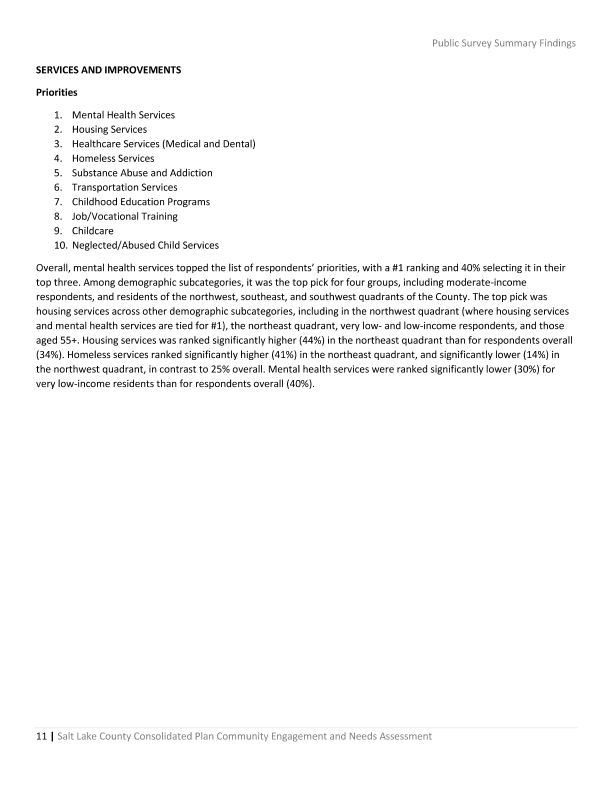 Public Survey Summary Findings
SERVICES AND IMPROVEMENTS
Priorities
1. Mental Health Services
2. Housing Services
3. Healthcare Services (Medical and Dental)
4. Homeless Services
5. Substance Abuse and Addiction
6. Transportation Services
7. Childhood Education Programs
8. Job/Vocational Training
9. Childcare
10. Neglected/Abused Child Services
Overall, mental health services topped the list of respondents’ priorities, with a #1 ranking and 40% selecting it in their
top three. Among demographic subcategories, it was the top pick for four groups, including moderate-income
respondents, and residents of the northwest, southeast, and southwest quadrants of the County. The top pick was
housing services across other demographic subcategories, including in the northwest quadrant (where housing services
and mental health services are tied for #1), the northeast quadrant, very low- and low-income respondents, and those
aged 55+. Housing services was ranked significantly higher (44%) in the northeast quadrant than for respondents overall
(34%). Homeless services ranked significantly higher (41%) in the northeast quadrant, and significantly lower (14%) in
the northwest quadrant, in contrast to 25% overall. Mental health services were ranked significantly lower (30%) for
very low-income residents than for respondents overall (40%).
11 | Salt Lake County Consolidated Plan Community Engagement and Needs Assessment